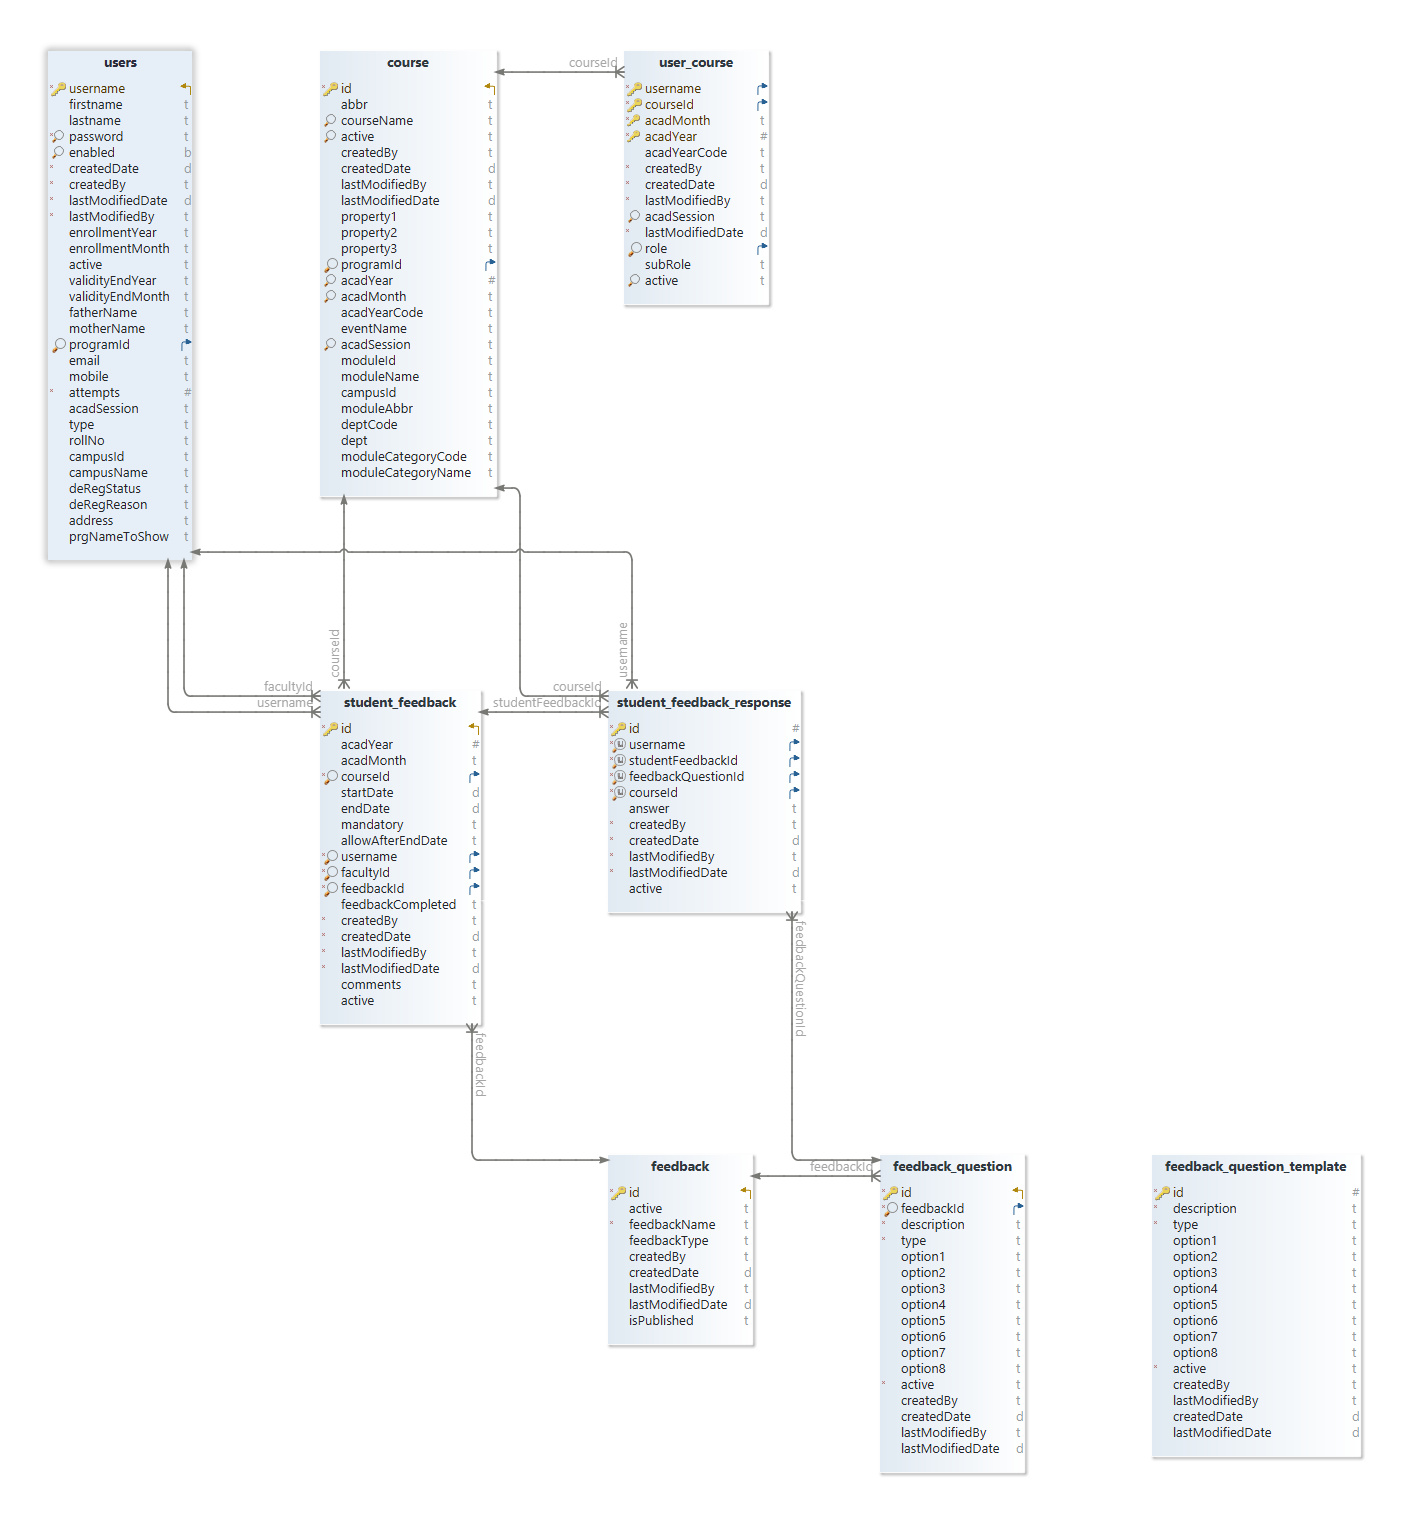 users
username
firstname t
lastname t
password t
enabled b
createdDate d
createdBy t
lastModifiedDate d
lastModifiedBy t
enrollmentYear t
enrollmentMonth t
active t
validityEndYear t
validityEndMonth t
fatherName t
motherName t
programId
email t
mobile t
attempts #
acadSession t
type t
rollNo t
campusId t
campusName t
deRegStatus t
deRegReason t
address t
prgNameToShow t
course
id
abbr t
courseName t
active t
createdBy t
createdDate d
lastModifiedBy t
lastModifiedDate d
property1 t
property2 t
property3 t
programId
acadYear #
acadMonth t
acadYearCode t
eventName t
acadSession t
moduleId t
moduleName t
campusId t
moduleAbbr t
deptCode t
dept t
moduleCategoryCode t
moduleCategoryName t
courseId
user_course
username
courseId
acadMonth t
acadYear #
acadYearCode t
createdBy t
createdDate d
lastModifiedBy t
acadSession t
lastModifiedDate d
role
subRole t
active t
courseId
username
facultyId
username
courseId
studentFeedbackId
student_feedback
id
acadYear #
acadMonth t
courseId
startDate d
endDate d
mandatory t
allowAfterEndDate t
username
facultyId
feedbackId
feedbackCompleted t
createdBy t
createdDate d
lastModifiedBy t
lastModifiedDate d
comments t
active t
student_feedback_response
id #
username
studentFeedbackId
feedbackQuestionId
courseId
answer t
createdBy t
createdDate d
lastModifiedBy t
lastModifiedDate d
active t
feedbackId
feedbackQuestionId
feedback
id
active t
feedbackName t
feedbackType t
createdBy t
createdDate d
lastModifiedBy t
lastModifiedDate d
isPublished t
feedbackId
feedback_question
id
feedbackId
description t
type t
option1 t
option2 t
option3 t
option4 t
option5 t
option6 t
option7 t
option8 t
active t
createdBy t
createdDate d
lastModifiedBy t
lastModifiedDate d
feedback_question_template
id #
description t
type t
option1 t
option2 t
option3 t
option4 t
option5 t
option6 t
option7 t
option8 t
active t
createdBy t
lastModifiedBy t
createdDate d
lastModifiedDate d